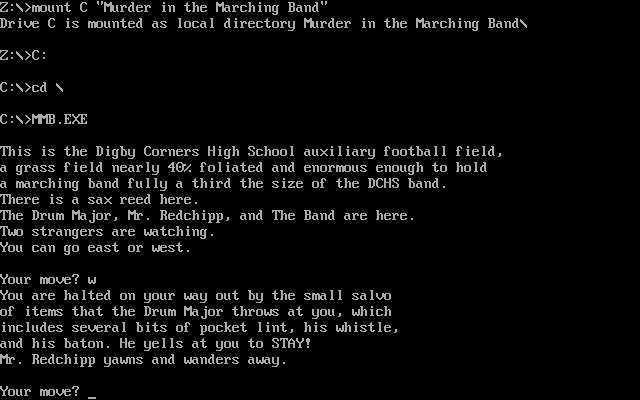 Z:\>mount C "Murder in the Marching Band"
Drive C is mounted as local directory Murder in the Marching Band\
Z:\>C:
C:\>cd \
C:\>MMB.EXE
This is the Digby Corners High School auxiliary football field,
a grass field nearly 40% foliated and enormous enough to hold
a marching band fully a third the size of the DCHS band.
There is a sax reed here.
The Drum Major, Mr. Redchipp, and The Band are here.
Two strangers are watching.
You can go east or west.
Your move? w
You are halted on your way out by the small salvo
of items that the Drum Major throws at you, which
includes several bits of pocket lint, his whistle,
and his baton. He yells at you to STAY!
Mr. Redchipp yawns and wanders away.
Your move? _